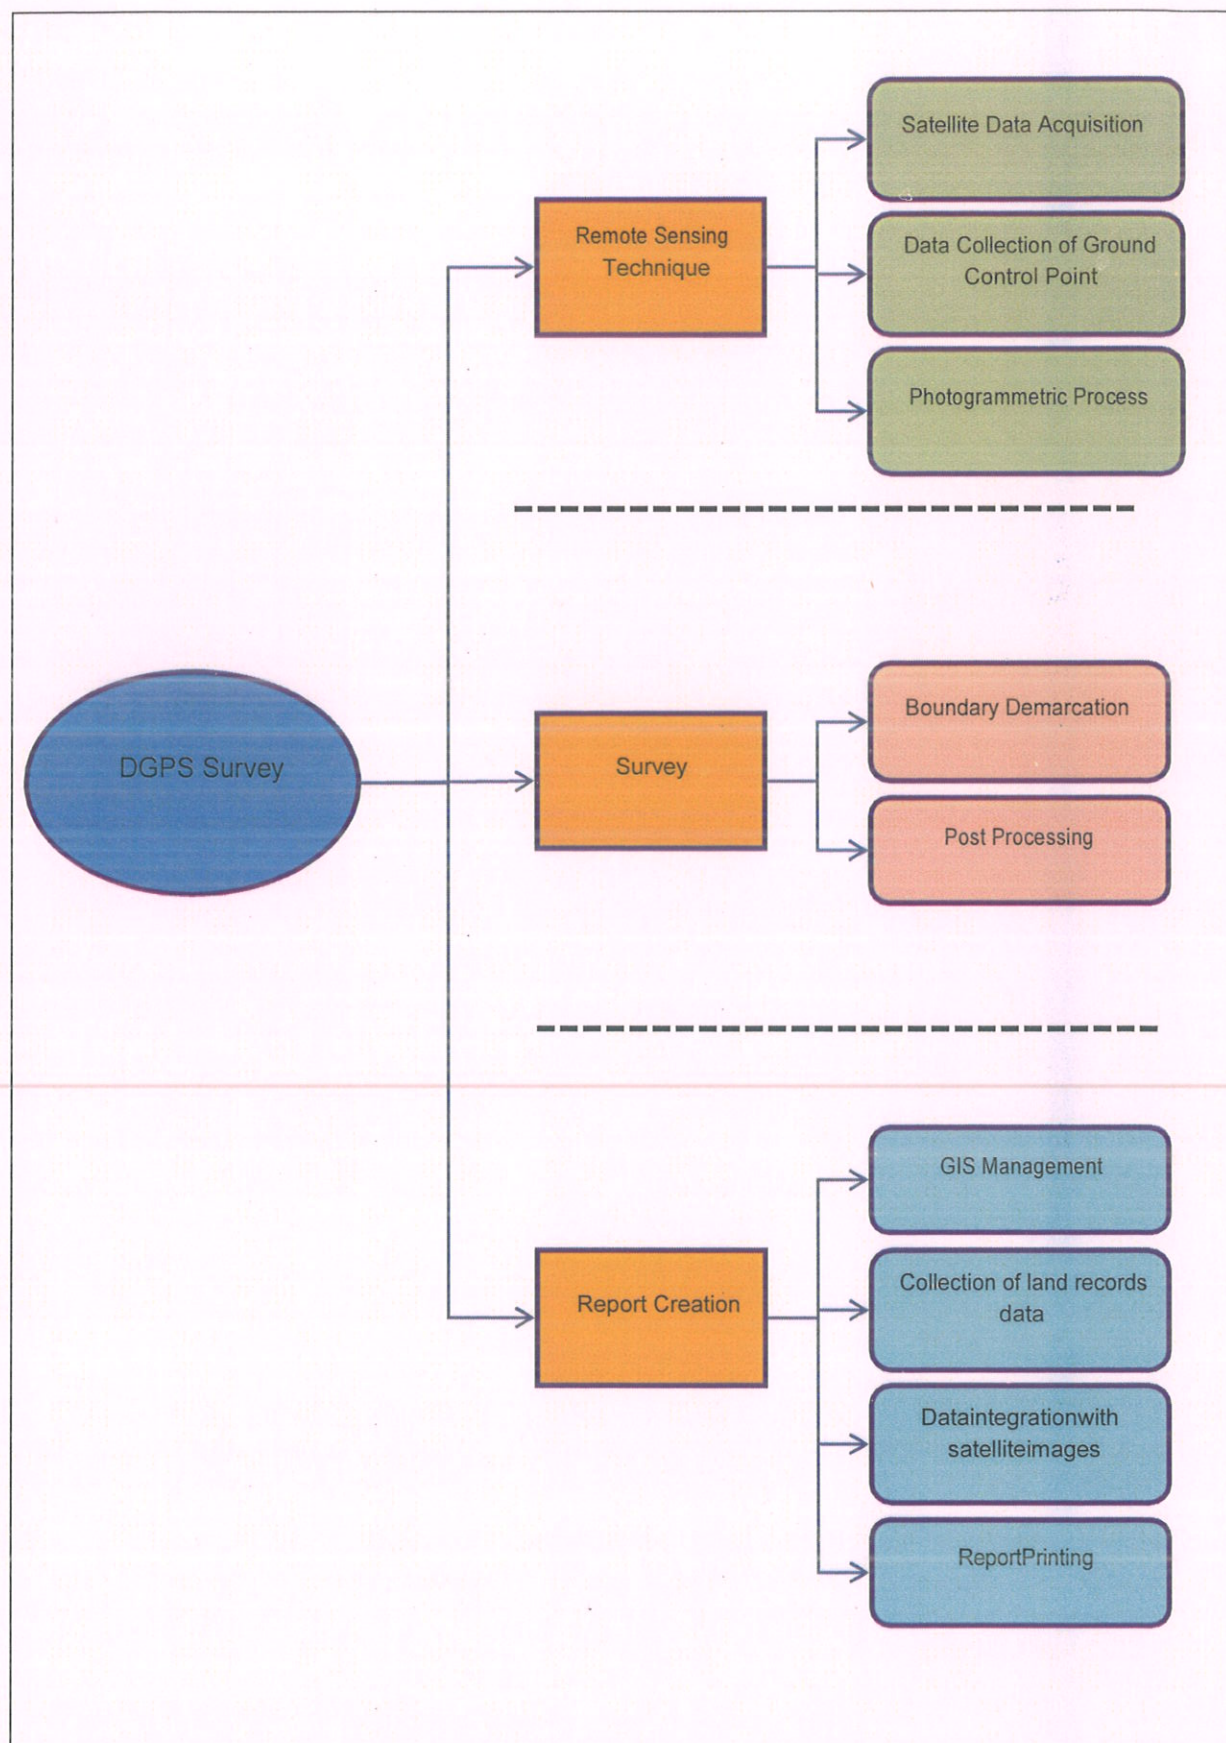 Satellite Data Acquisition
Remote Sensing
Technique
Data Collection of Ground
Control Point
Photogrammetric Process
DGPS Survey
Survey
Boundary Demarcation
Post Processing
Report Creation
GIS Management
Collection of land records
data
Dataintegrationwith
satelliteimages
ReportPrinting